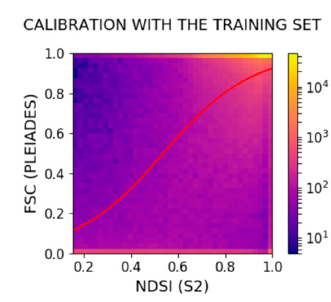 CALIBRATION WITH THE TRAINING SET
FSC (PLEIADES)
1.0
0.8
0.6
0.4
0.2
0.0
0.2 0.4 0.6 0.8 1.0
NDSI (S2)
10⁴
10³
10²
10¹